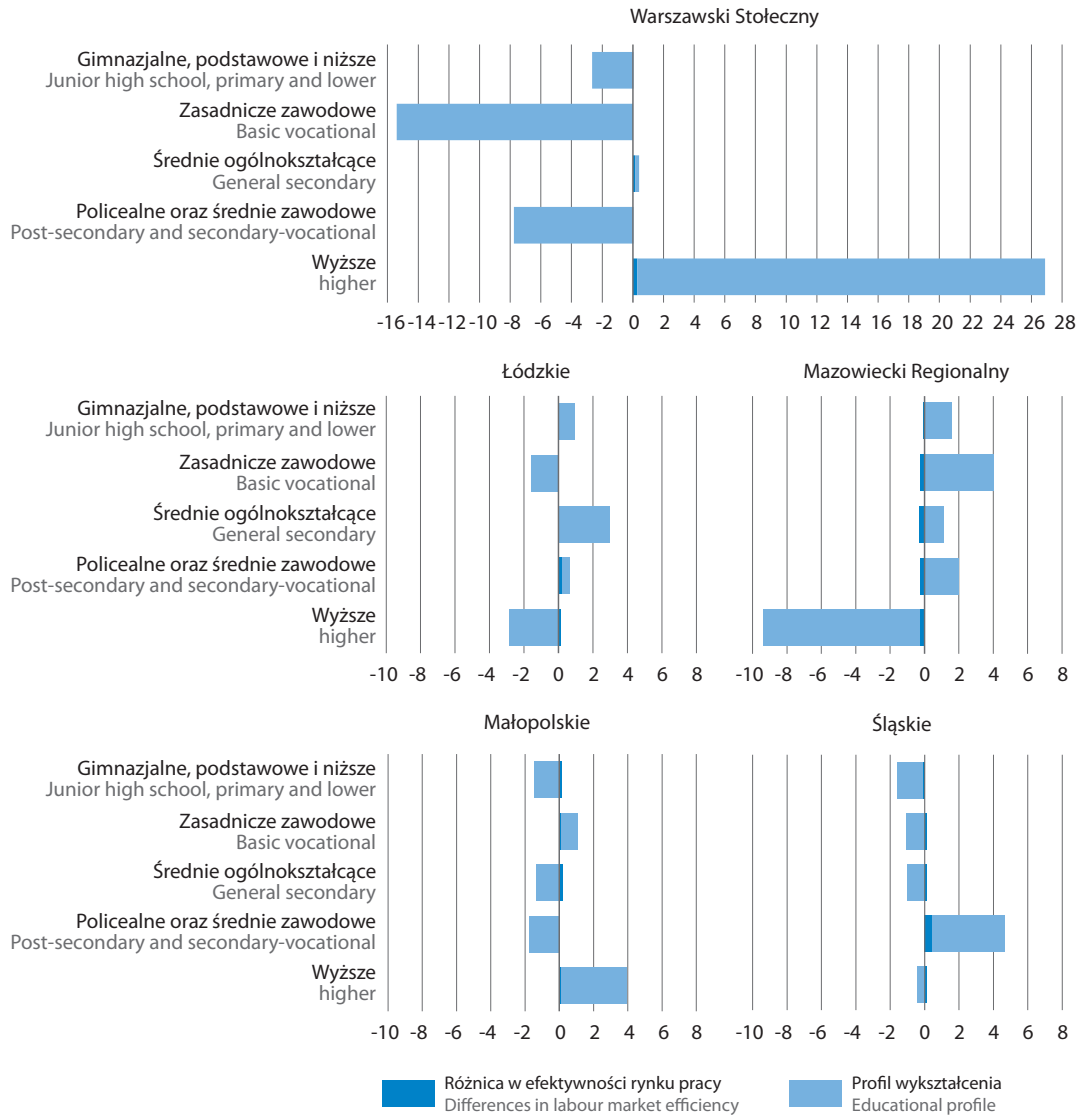 Warszawski Stołeczny
Gimnazjalne, podstawowe i niższe
Junior high school, primary and lower
Zasadnicze zawodowe
Basic vocational
Średnie ogólnokształcące
General secondary
Policealne oraz średnie zawodowe
Post-secondary and secondary-vocational
Wyższe
higher
-16 -14 -12 -10 -8 -6 -4 -2 0 2 4 6 8 10 12 14 16 18 20 22 24 26 28
Łódzkie Mazowiecki Regionalny
Gimnazjalne, podstawowe i niższe
Junior high school, primary and lower
Zasadnicze zawodowe
Basic vocational
Średnie ogólnokształcące
General secondary
Policealne oraz średnie zawodowe
Post-secondary and secondary-vocational
Wyższe
higher
-10 -8 -6 -4 -2 0 2 4 6 8 -10 -8 -6 -4 -2 0 2 4 6 8
Małopolskie Śląskie
Gimnazjalne, podstawowe i niższe
Junior high school, primary and lower
Zasadnicze zawodowe
Basic vocational
Średnie ogólnokształcące
General secondary
Policealne oraz średnie zawodowe
Post-secondary and secondary-vocational
Wyższe
higher
-10 -8 -6 -4 -2 0 2 4 6 8 -10 -8 -6 -4 -2 0 2 4 6 8
Różnica w efektywności rynku pracy Profil wykształcenia
Differences in labour market efficiency Educational profile